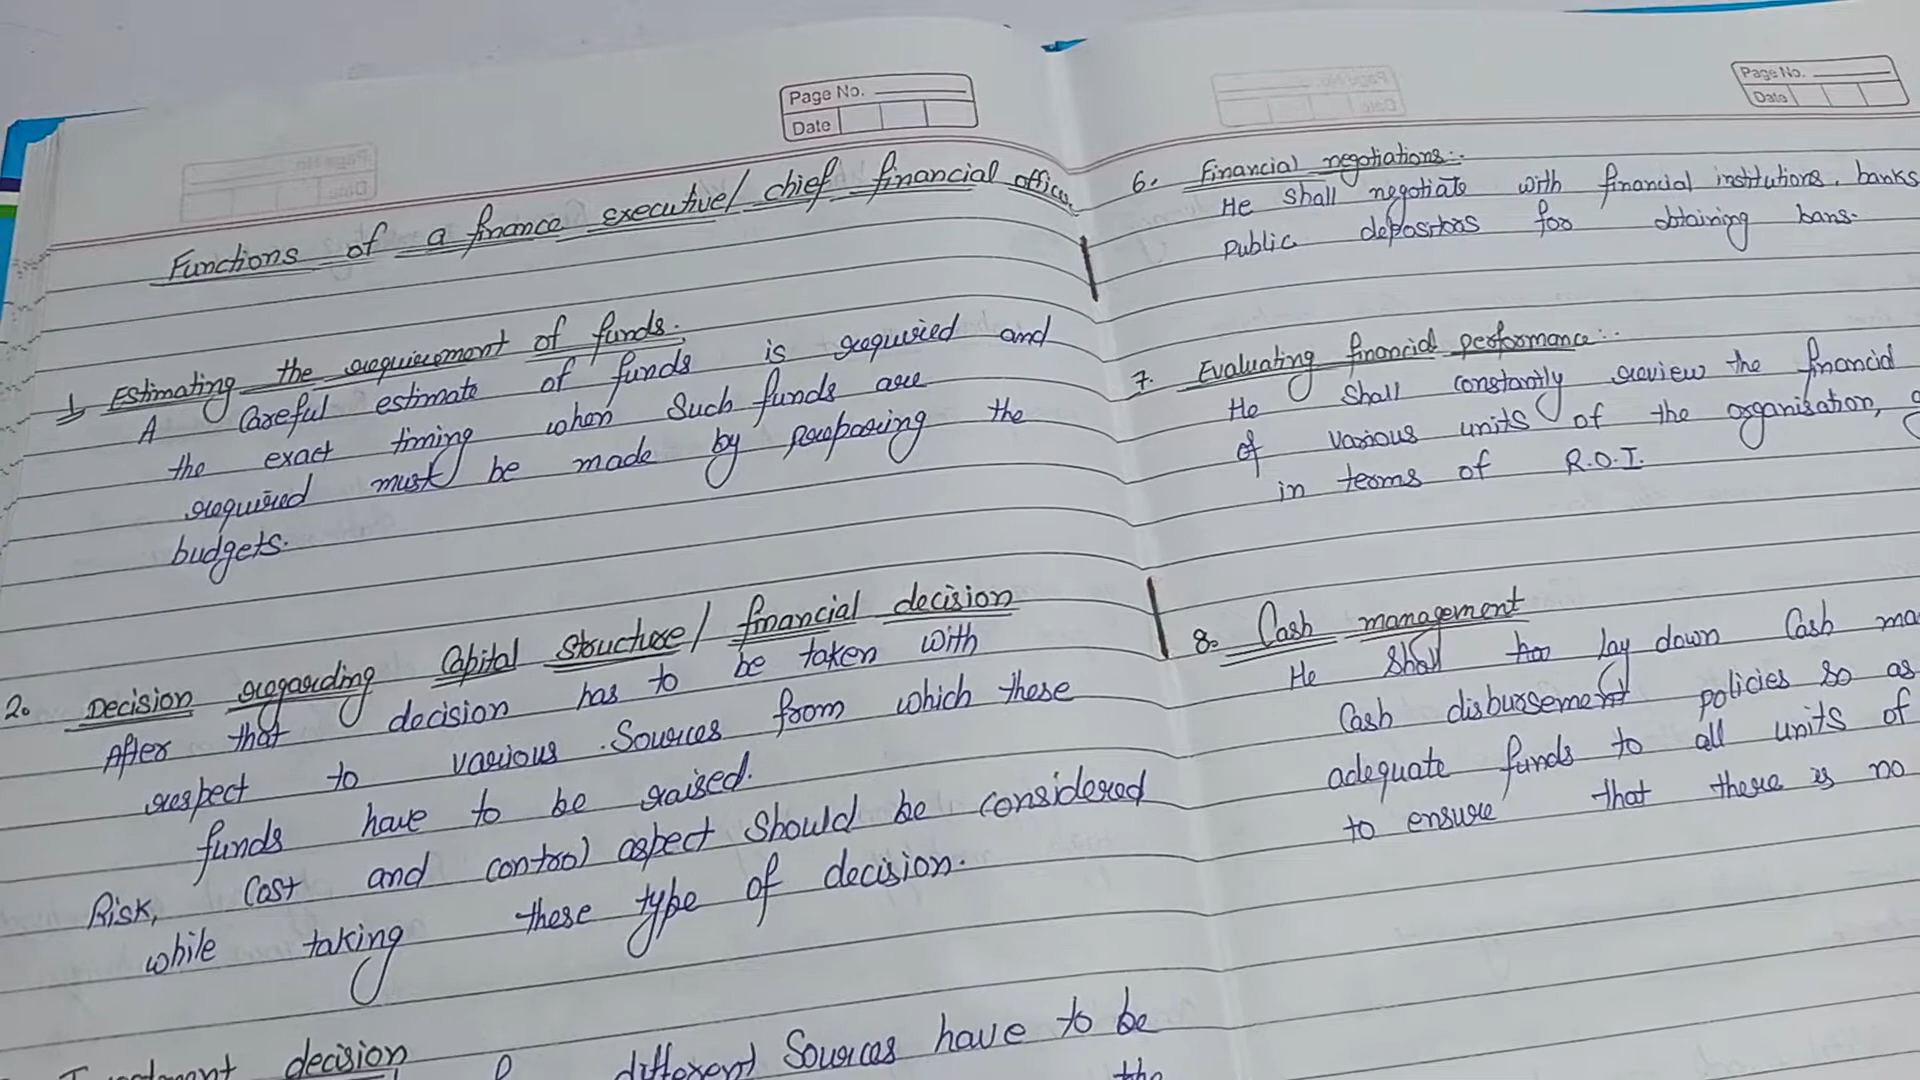 Page No.
Date
Functions of a finance executive/ chief financial officer
1 Estimating the requirement of funds.
A Careful estimate of funds is required and
the exact timing when Such funds are
required must be made by preparing the
budgets.
2. Decision regarding Capital Structure/ financial decision
After that decision has to be taken with
respect to various Sources from which these
funds have to be raised.
Risk, Cost and control aspect Should be considered
while taking these type of decision.
decision
different Sources have to be
the
Page No.
Date
6. Financial negotiations:-
He shall negotiate with financial institutions, banks
Public depositors for obtaining loans.
7. Evaluating financial performance:-
He Shall constantly review the financial
of various units of the organisation,
in terms of R.O.I.
8. Cash management
He Shall lay down Cash
Cash disbursement policies so as
adequate funds to all units of
to ensure that there is no